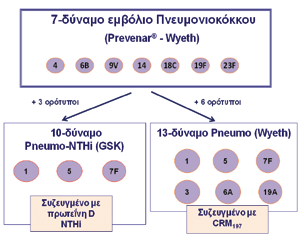 7-δύναμο εμβόλιο Πνευμονιοκόκκου
(Prevenar® - Wyeth)
4 6B 9V 14 18C 19F 23F
+ 3 ορότυποι
+ 6 ορότυποι
10-δύναμο
Pneumo-NTHi (GSK)
1 5 7F
Συζευγμένο με
πρωτεΐνη D
NTHi
13-δύναμο Pneumo (Wyeth)
1 5 7F
3 6A 19A
Συζευγμένο με
CRM197